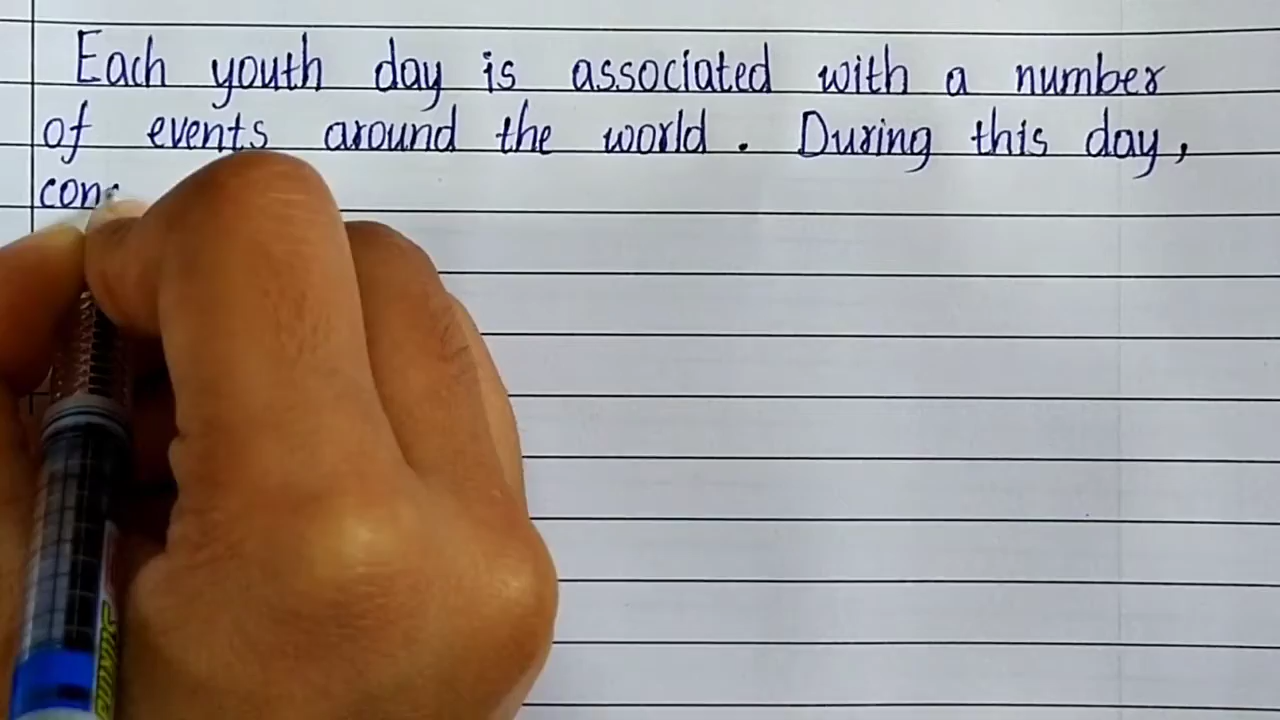 Each youth day is associated with a number
of events around the world. During this day,